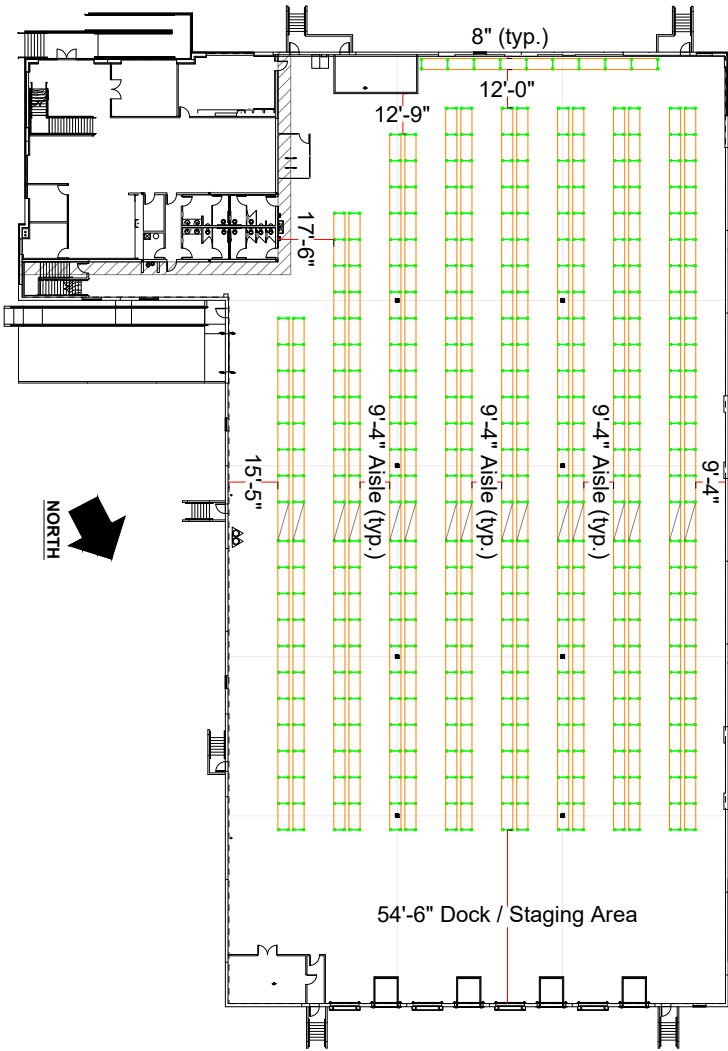 8" (typ.)
12'-0"
12'-9"
17'-6"
9'-4" Aisle (typ.)
9'-4" Aisle (typ.)
9'-4" Aisle (typ.)
9'-4"
15'-5"
NORTH
54'-6" Dock / Staging Area